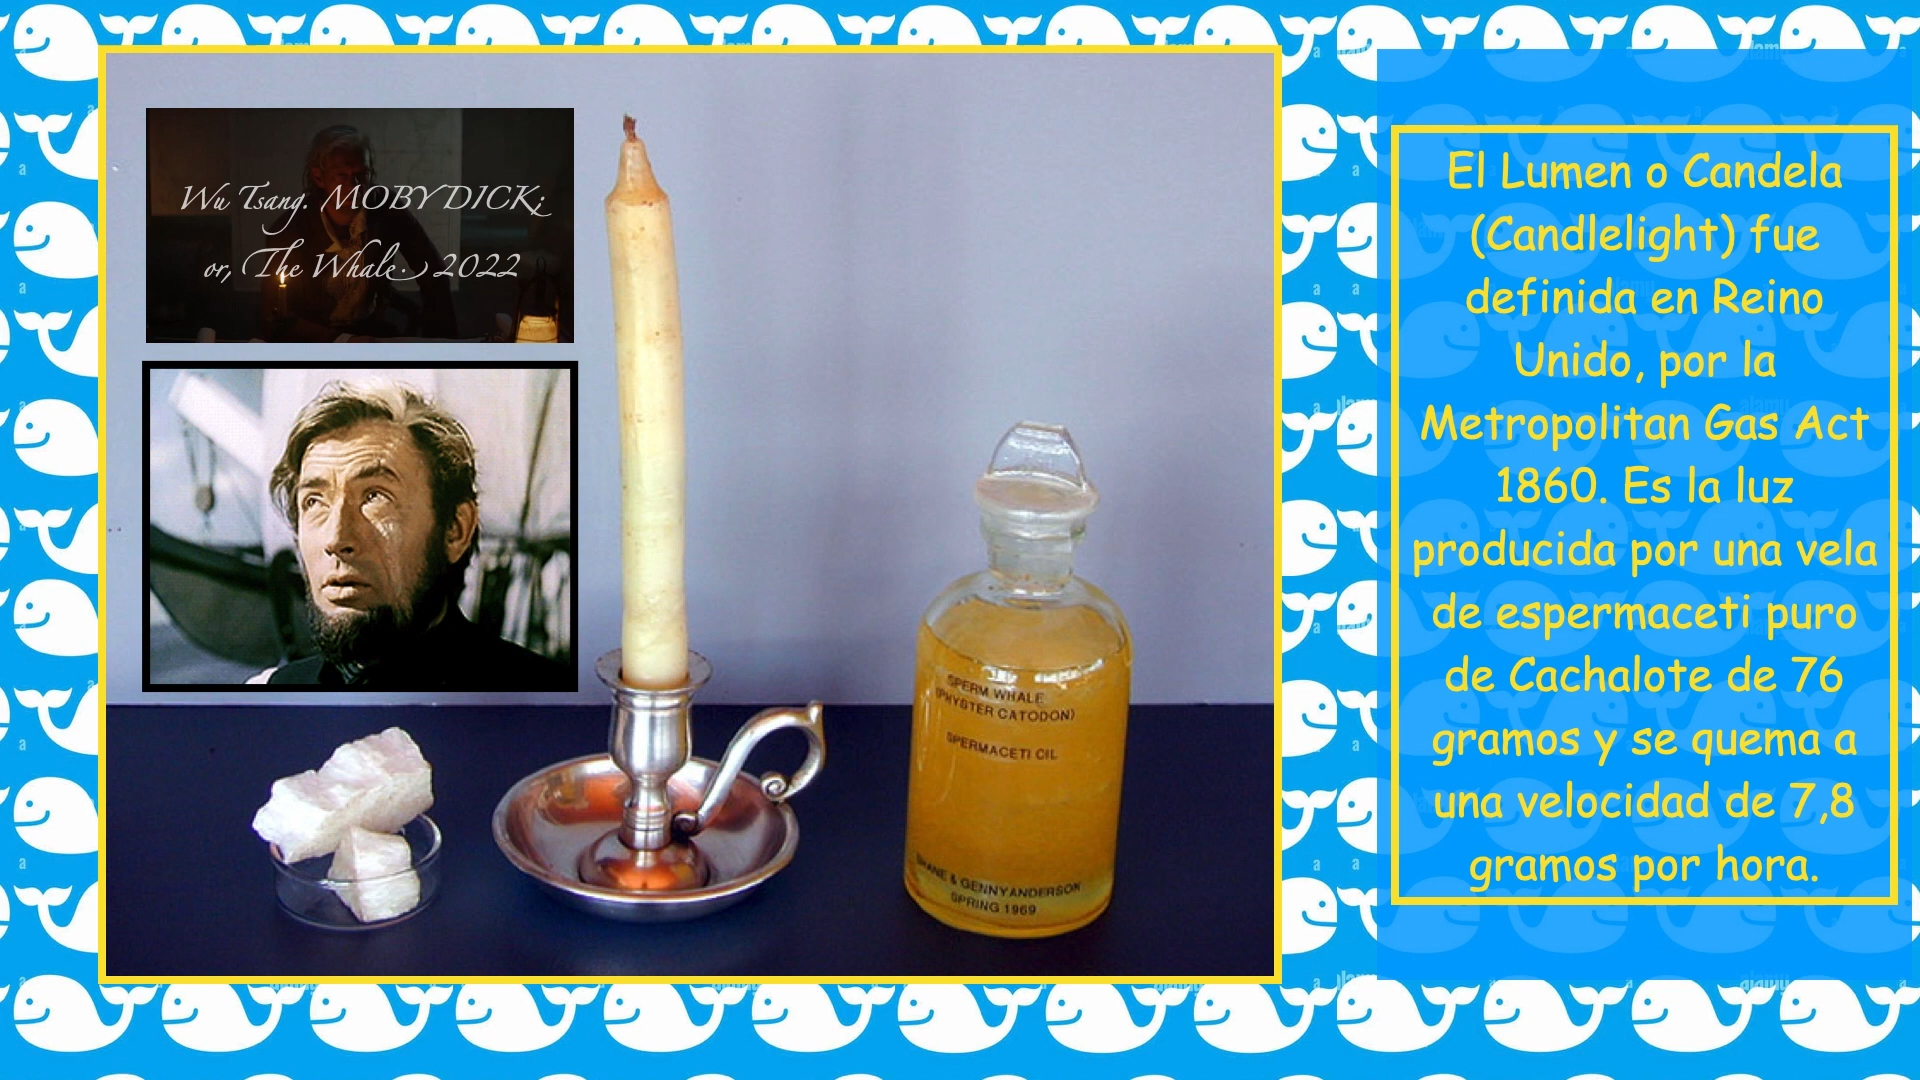 Wu Tsang. MOBY DICK;
or, The Whale. 2022
SPERM WHALE
(PHYSTER CATODON)
SPERMACETI OIL
SHANE & GENNYANDERSON
SPRING 1969
El Lumen o Candela
(Candlelight) fue
definida en Reino
Unido, por la
Metropolitan Gas Act
1860. Es la luz
producida por una vela
de espermaceti puro
de Cachalote de 76
gramos y se quema a
una velocidad de 7,8
gramos por hora.
alamy